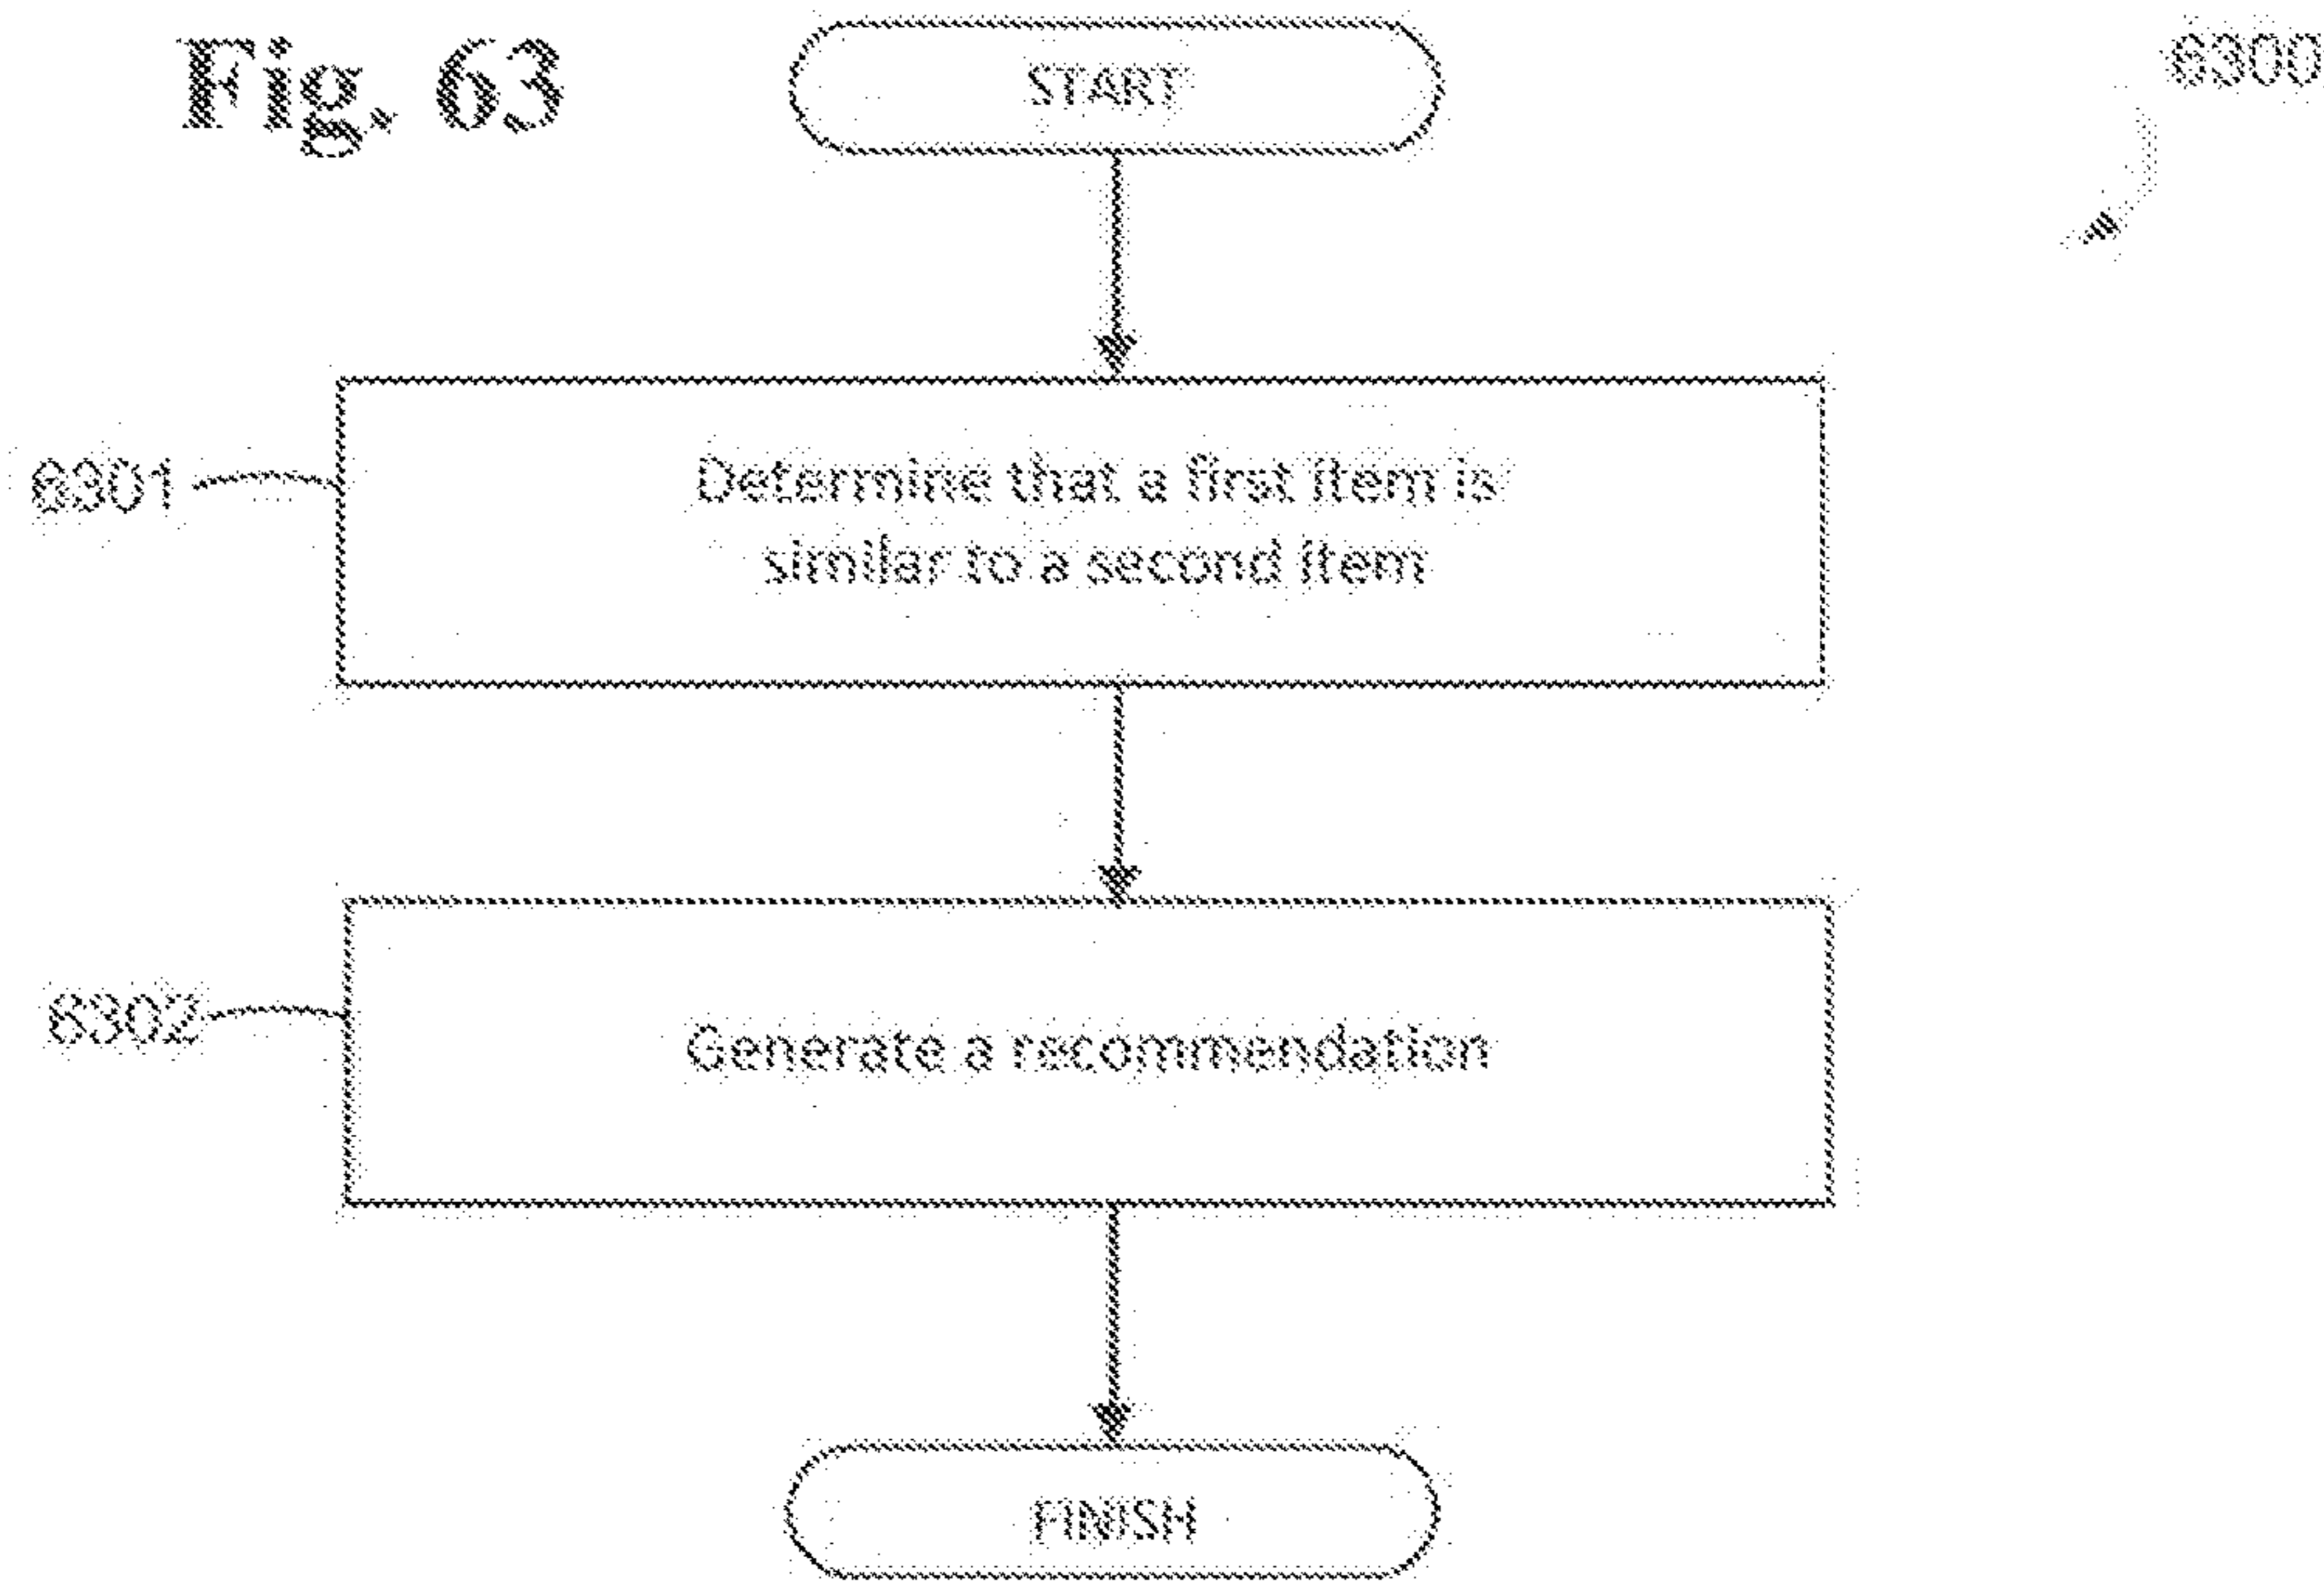 Fig. 63
START
6300
6301
Determine that a first item is
similar to a second item
6302
Generate a recommendation
FINISH